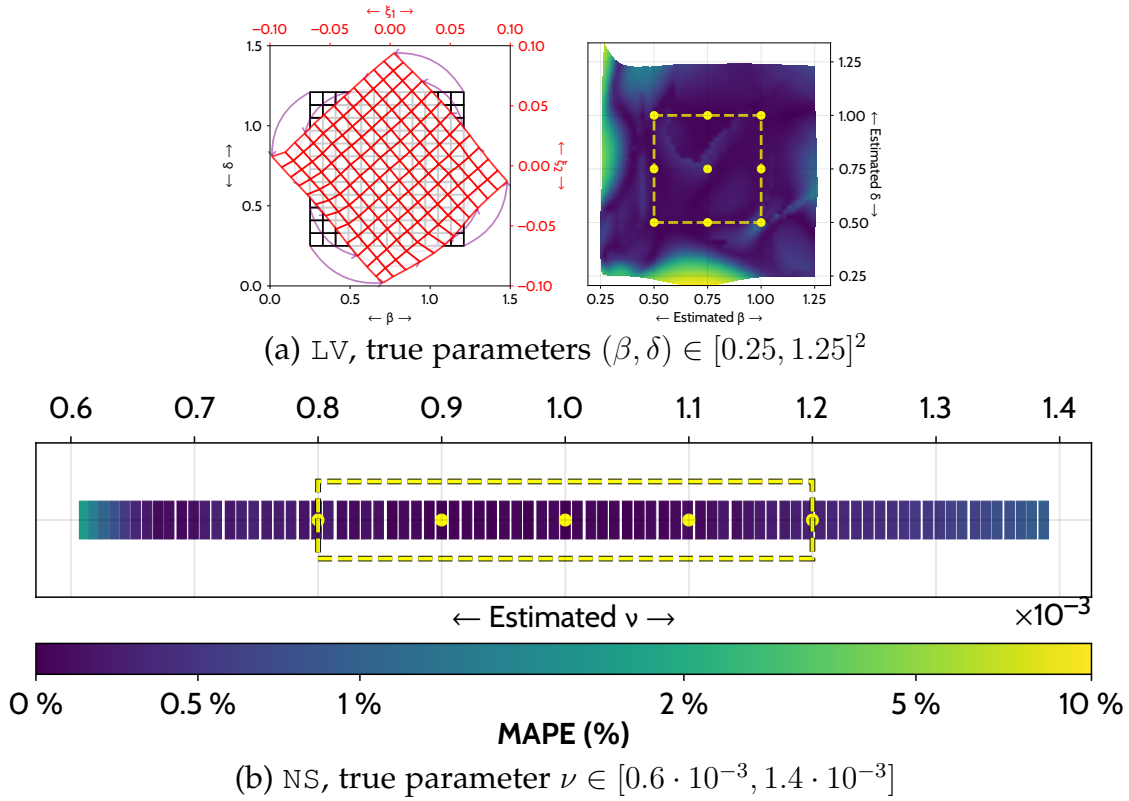 ← ξ₁ →
−0.10 −0.05 0.00 0.05 0.10
1.5 1.0 0.5 0.0
← δ →
0.10 0.05 0.00 −0.05 −0.10
← ξ₂ →
0.0 0.5 1.0 1.5
← β →
1.25 1.00 0.75 0.50 0.25
← Estimated δ →
0.25 0.50 0.75 1.00 1.25
← Estimated β →
(a) LV, true parameters (β, δ) ∈ [0.25, 1.25]²
0.6 0.7 0.8 0.9 1.0 1.1 1.2 1.3 1.4
← Estimated ν →
×10⁻³
0 % 0.5 % 1 % 2 % 5 % 10 %
MAPE (%)
(b) NS, true parameter ν ∈ [0.6 · 10⁻³, 1.4 · 10⁻³]